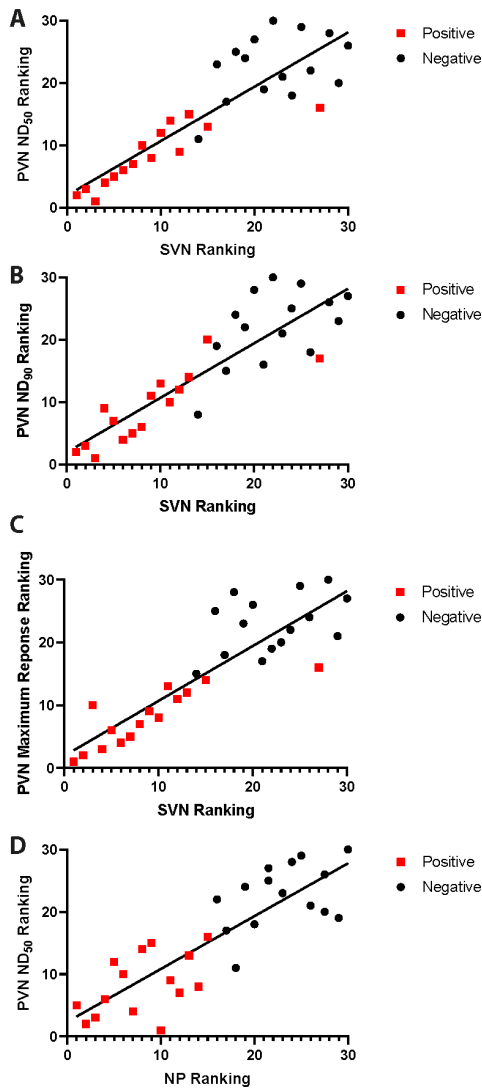 A
PVN ND50 Ranking
30
20
10
0
0 10 20 30
SVN Ranking
Positive
Negative
B
PVN ND90 Ranking
30
20
10
0
0 10 20 30
SVN Ranking
Positive
Negative
C
PVN Maximum Reponse Ranking
30
20
10
0
0 10 20 30
SVN Ranking
Positive
Negative
D
PVN ND50 Ranking
30
20
10
0
0 10 20 30
NP Ranking
Positive
Negative